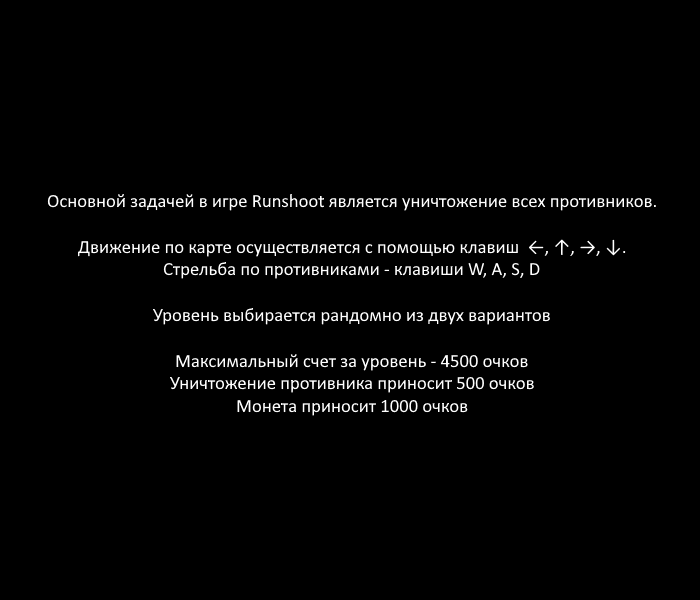 Основной задачей в игре Runshoot является уничтожение всех противников.
Движение по карте осуществляется с помощью клавиш ←, ↑, →, ↓.
Стрельба по противниками - клавиши W, A, S, D
Уровень выбирается рандомно из двух вариантов
Максимальный счет за уровень - 4500 очков
Уничтожение противника приносит 500 очков
Монета приносит 1000 очков